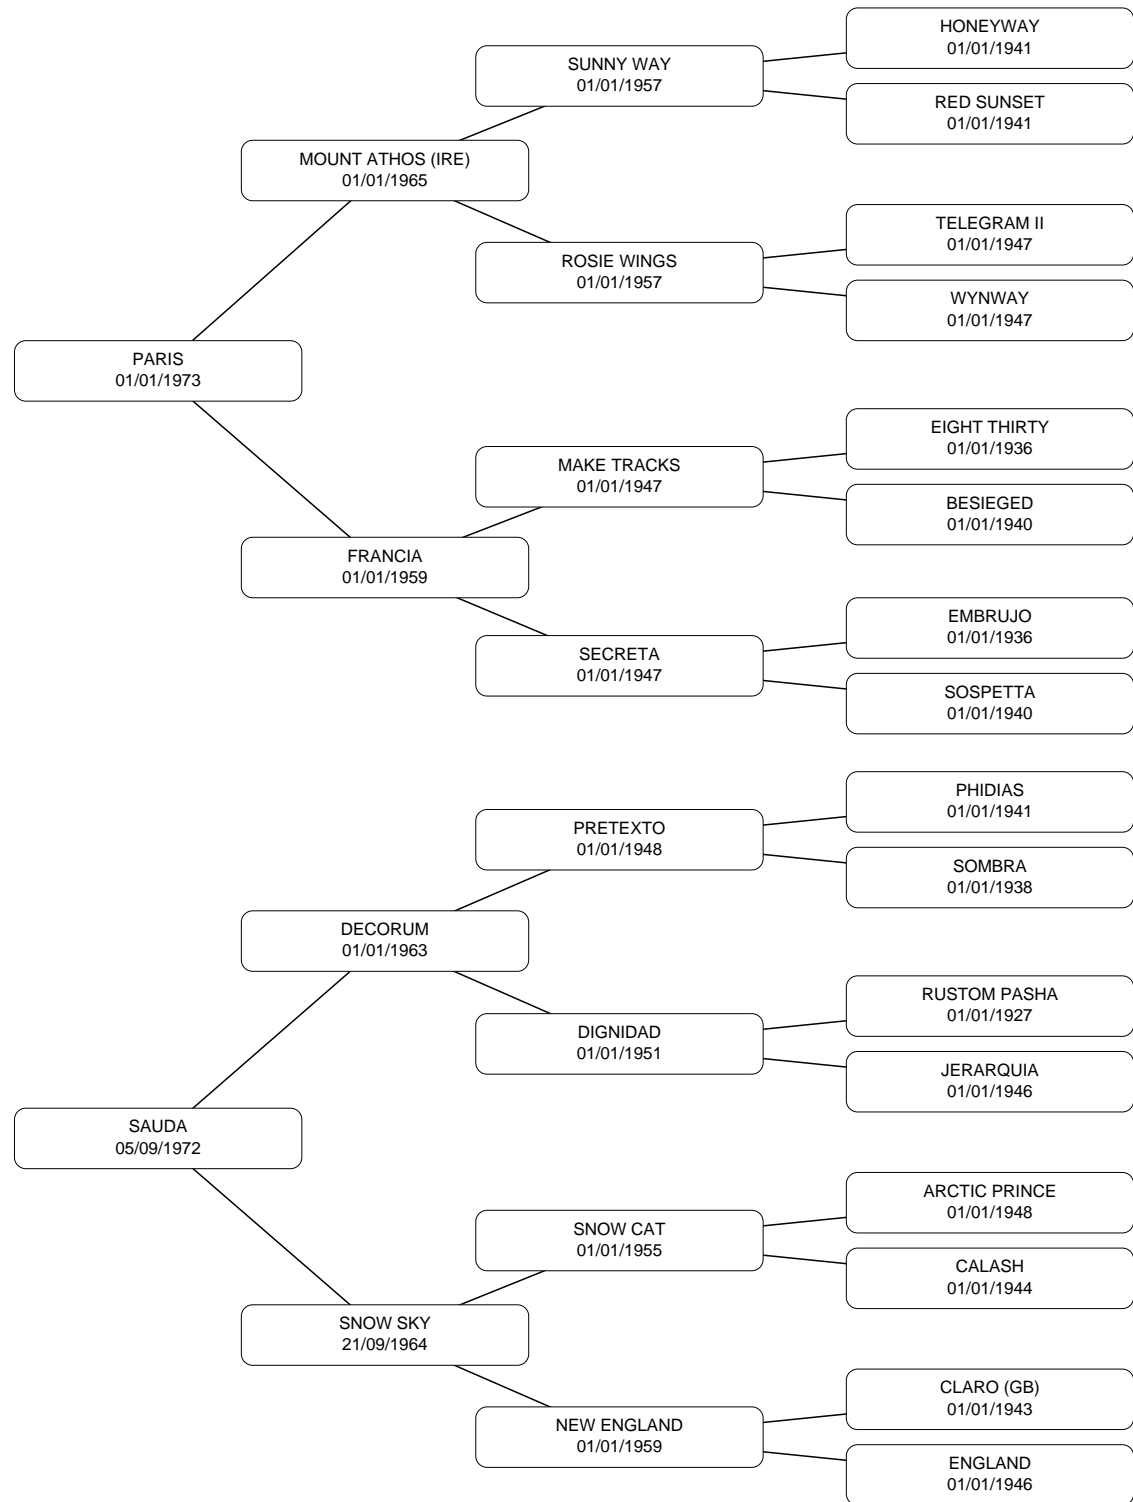 HONEYWAY
01/01/1941
SUNNY WAY
01/01/1957
RED SUNSET
01/01/1941
MOUNT ATHOS (IRE)
01/01/1965
TELEGRAM II
01/01/1947
ROSIE WINGS
01/01/1957
WYNWAY
01/01/1947
PARIS
01/01/1973
EIGHT THIRTY
01/01/1936
MAKE TRACKS
01/01/1947
BESIEGED
01/01/1940
FRANCIA
01/01/1959
EMBRUJO
01/01/1936
SECRETA
01/01/1947
SOSPETTA
01/01/1940
PHIDIAS
01/01/1941
PRETEXTO
01/01/1948
SOMBRA
01/01/1938
DECORUM
01/01/1963
RUSTOM PASHA
01/01/1927
DIGNIDAD
01/01/1951
JERARQUIA
01/01/1946
SAUDA
05/09/1972
ARCTIC PRINCE
01/01/1948
SNOW CAT
01/01/1955
CALASH
01/01/1944
SNOW SKY
21/09/1964
CLARO (GB)
01/01/1943
NEW ENGLAND
01/01/1959
ENGLAND
01/01/1946